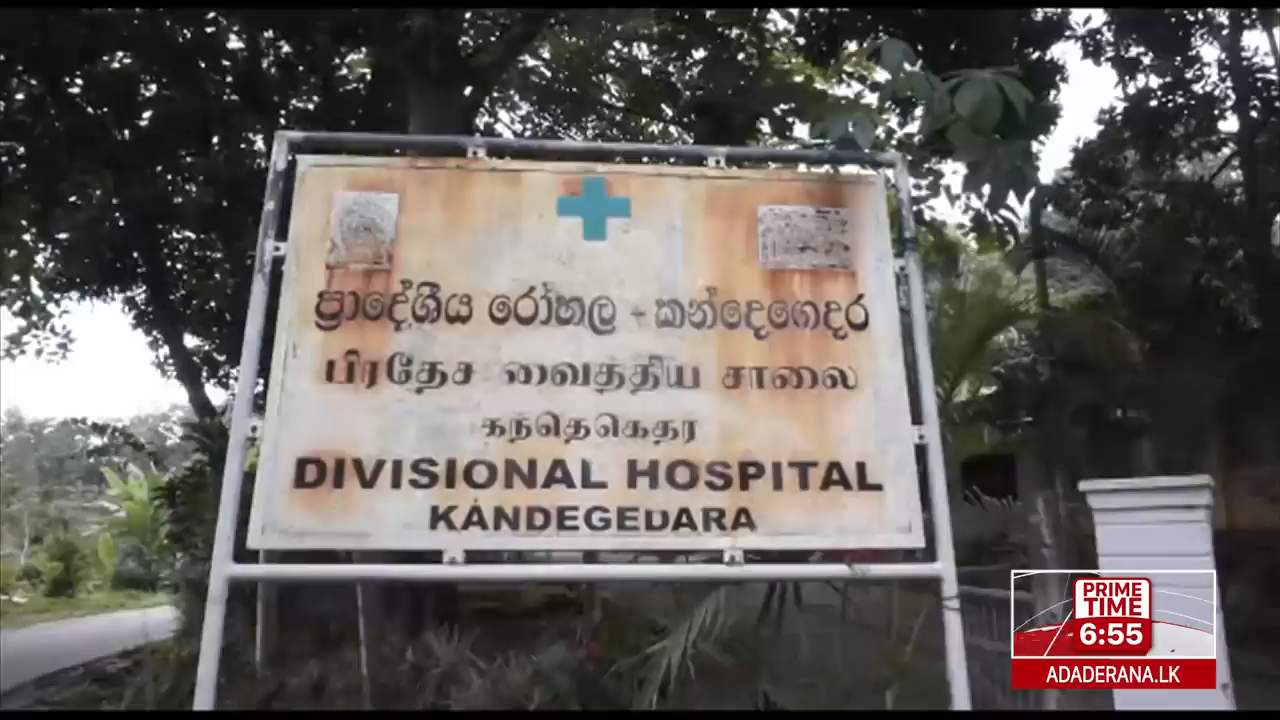 ප්‍රාදේශීය රෝහල - කන්දෙගෙදර
பிரதேச வைத்திய சாலை
கந்தெகெதர
DIVISIONAL HOSPITAL
KANDEGEDARA
PRIME
TIME
6:55
ADADERANA.LK